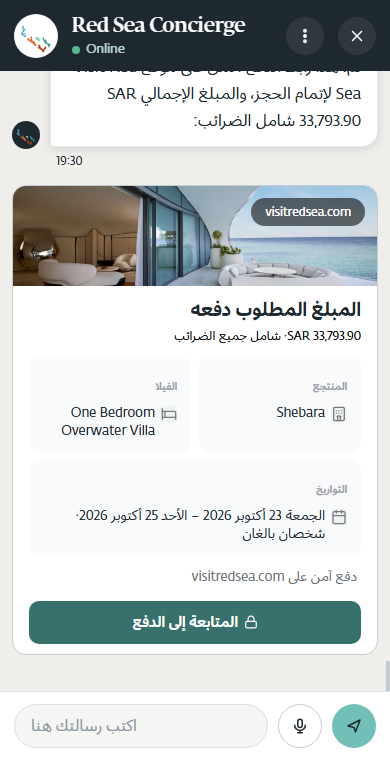 Red Sea Concierge
Online
Sea لإتمام الحجز، والمبلغ الإجمالي SAR
33,793.90 شامل الضرائب:
19:30
visitredsea.com
المبلغ المطلوب دفعه
SAR 33,793.90· شامل جميع الضرائب
المنتجع
Shebara
الفيلا
One Bedroom
Overwater Villa
التواريخ
الجمعة 23 أكتوبر 2026 – الأحد 25 أكتوبر 2026·
شخصان بالغان
دفع آمن على visitredsea.com
المتابعة إلى الدفع
اكتب رسالتك هنا